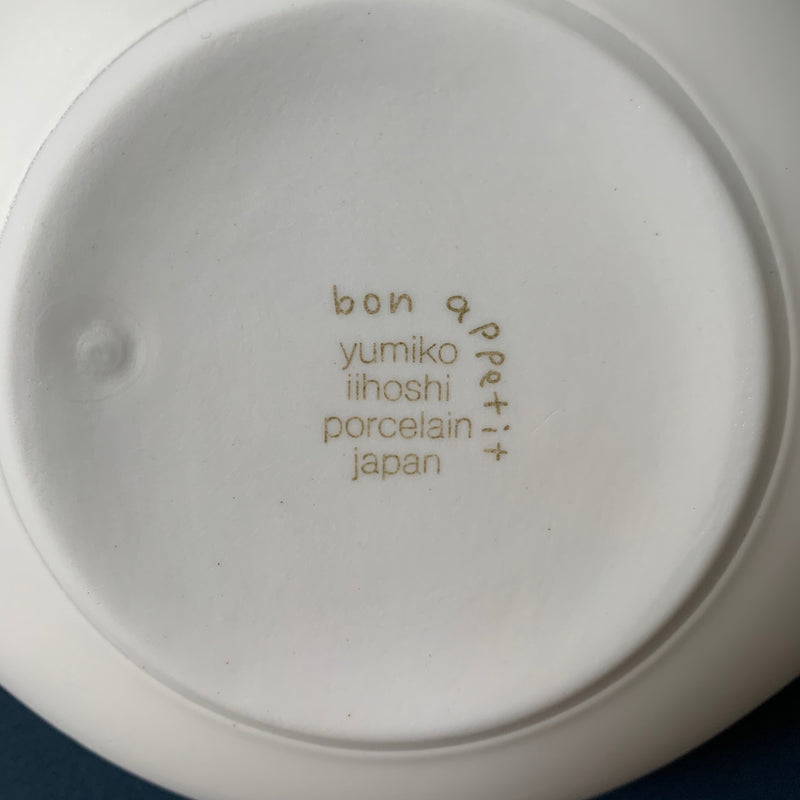 bon appetit
yumiko
iihoshi
porcelain
japan